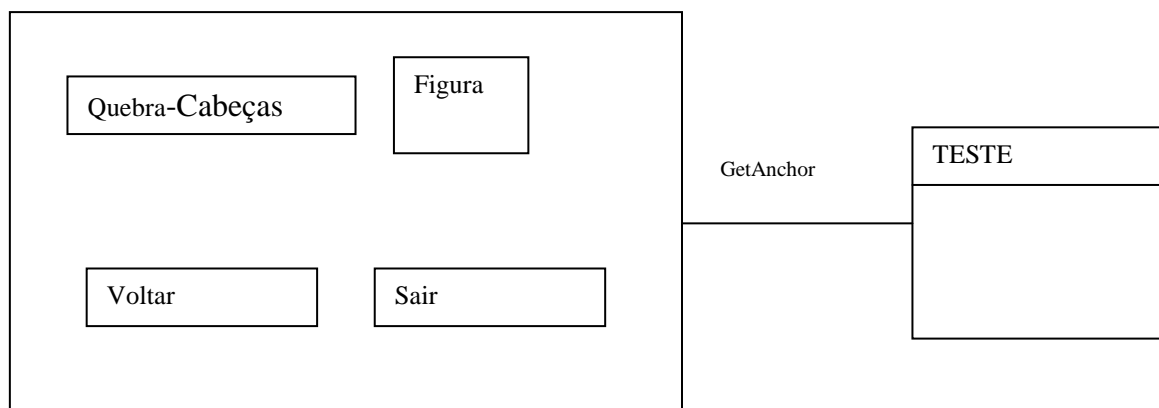 Quebra-Cabeças
Figura
Voltar
Sair
GetAnchor
TESTE